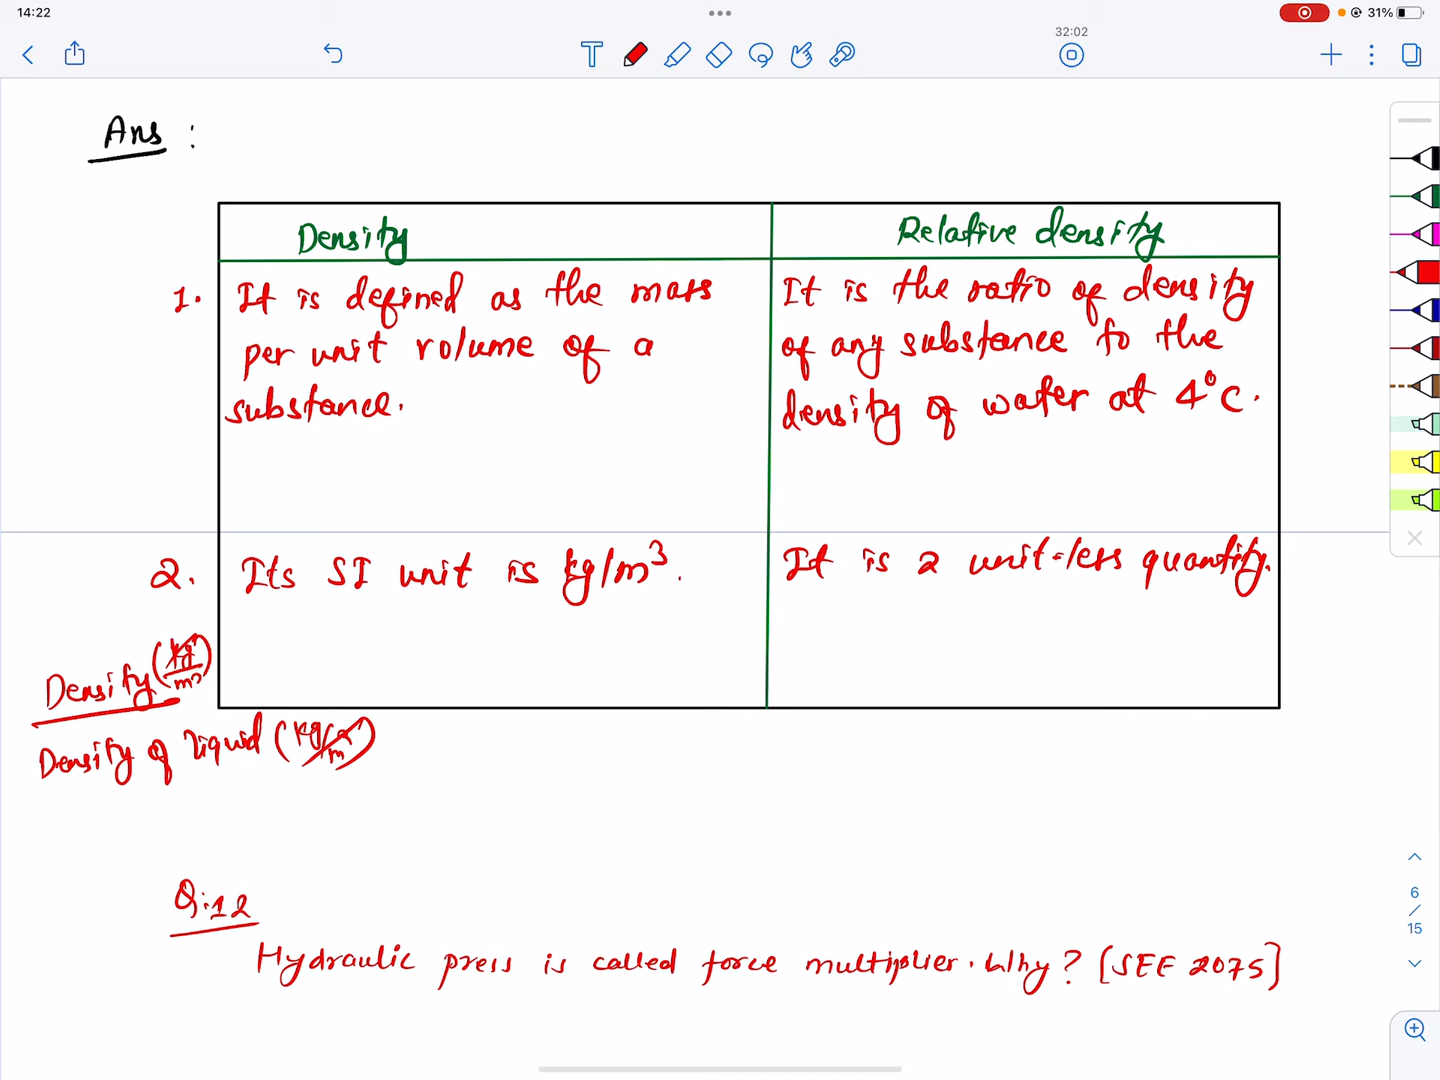 14:22
31%
32:02
Ans :
Density
Relative density
1. It is defined as the mass
per unit volume of a
substance.
It is the ratio of density
of any substance to the
density of water at 4°C.
2. Its SI unit is kg/m³.
It is a unit-less quantity.
Density (kg/m³)
Density of liquid (kg/m
Q.12
Hydraulic press is called force multiplier. Why? [SEE 2075]
6
/
15